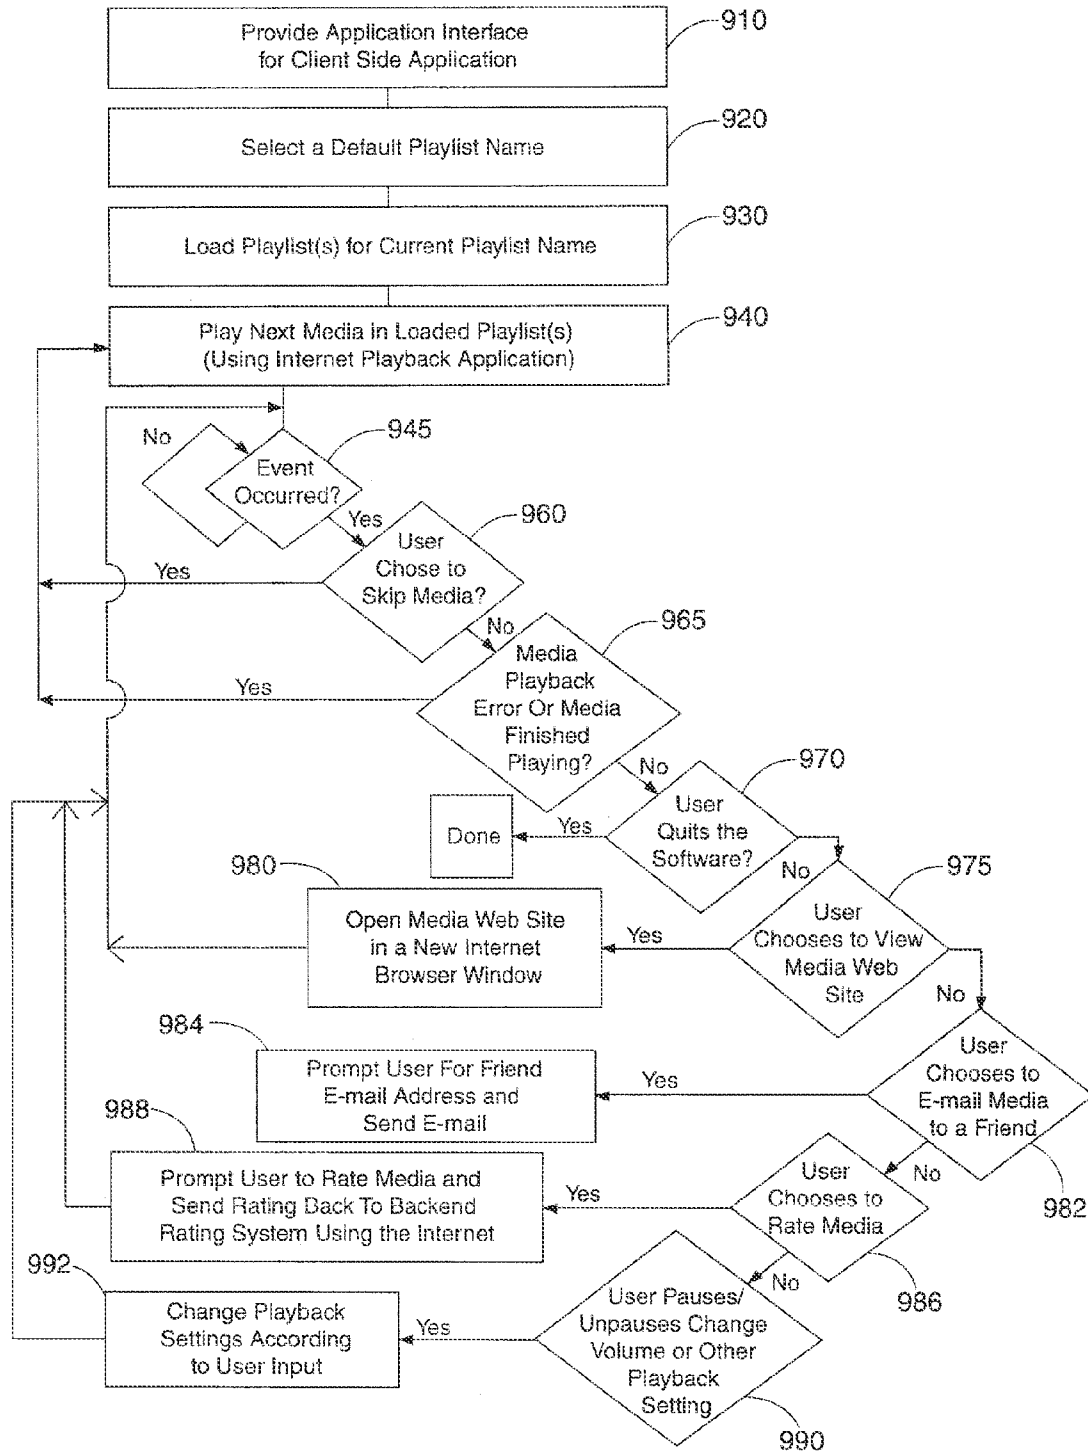 Provide Application Interface
for Client Side Application
910
Select a Default Playlist Name
920
Load Playlist(s) for Current Playlist Name
930
Play Next Media in Loaded Playlist(s)
(Using Internet Playback Application)
940
No
Event
Occurred?
945
Yes
User
Chose to
Skip Media?
960
Yes
No
Media
Playback
Error Or Media
Finished
Playing?
965
Yes
No
User
Quits the
Software?
970
Yes
Done
No
User
Chooses to View
Media Web
Site
975
Yes
980
Open Media Web Site
in a New Internet
Browser Window
No
User
Chooses to
E-mail Media
to a Friend
982
Yes
984
Prompt User For Friend
E-mail Address and
Send E-mail
No
User
Chooses to
Rate Media
986
Yes
988
Prompt User to Rate Media and
Send Rating Back To Backend
Rating System Using the Internet
No
User Pauses/
Unpauses Change
Volume or Other
Playback
Setting
990
Yes
992
Change Playback
Settings According
to User Input